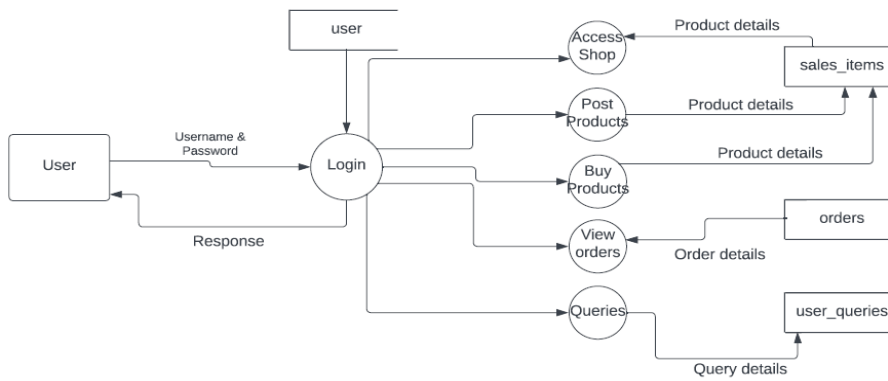 user
Access
Shop
Product details
sales_items
Post
Products
Product details
Username &
Password
User
Login
Buy
Products
Product details
Response
View
orders
orders
Order details
Queries
user_queries
Query details